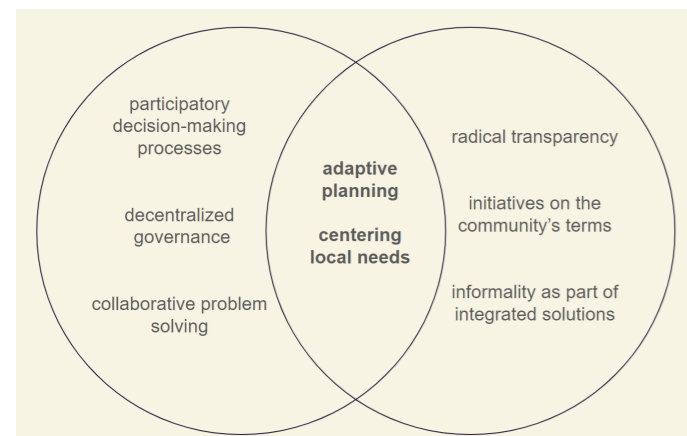 participatory
decision-making
processes
decentralized
governance
collaborative problem
solving
adaptive
planning
centering
local needs
radical transparency
initiatives on the
community's terms
informality as part of
integrated solutions